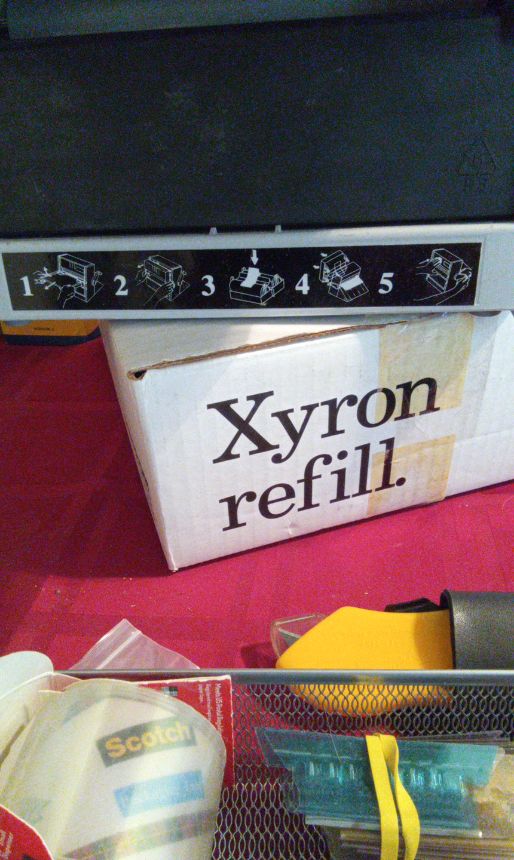 1 2 3 4 5
Xyron
refill.
Scotch